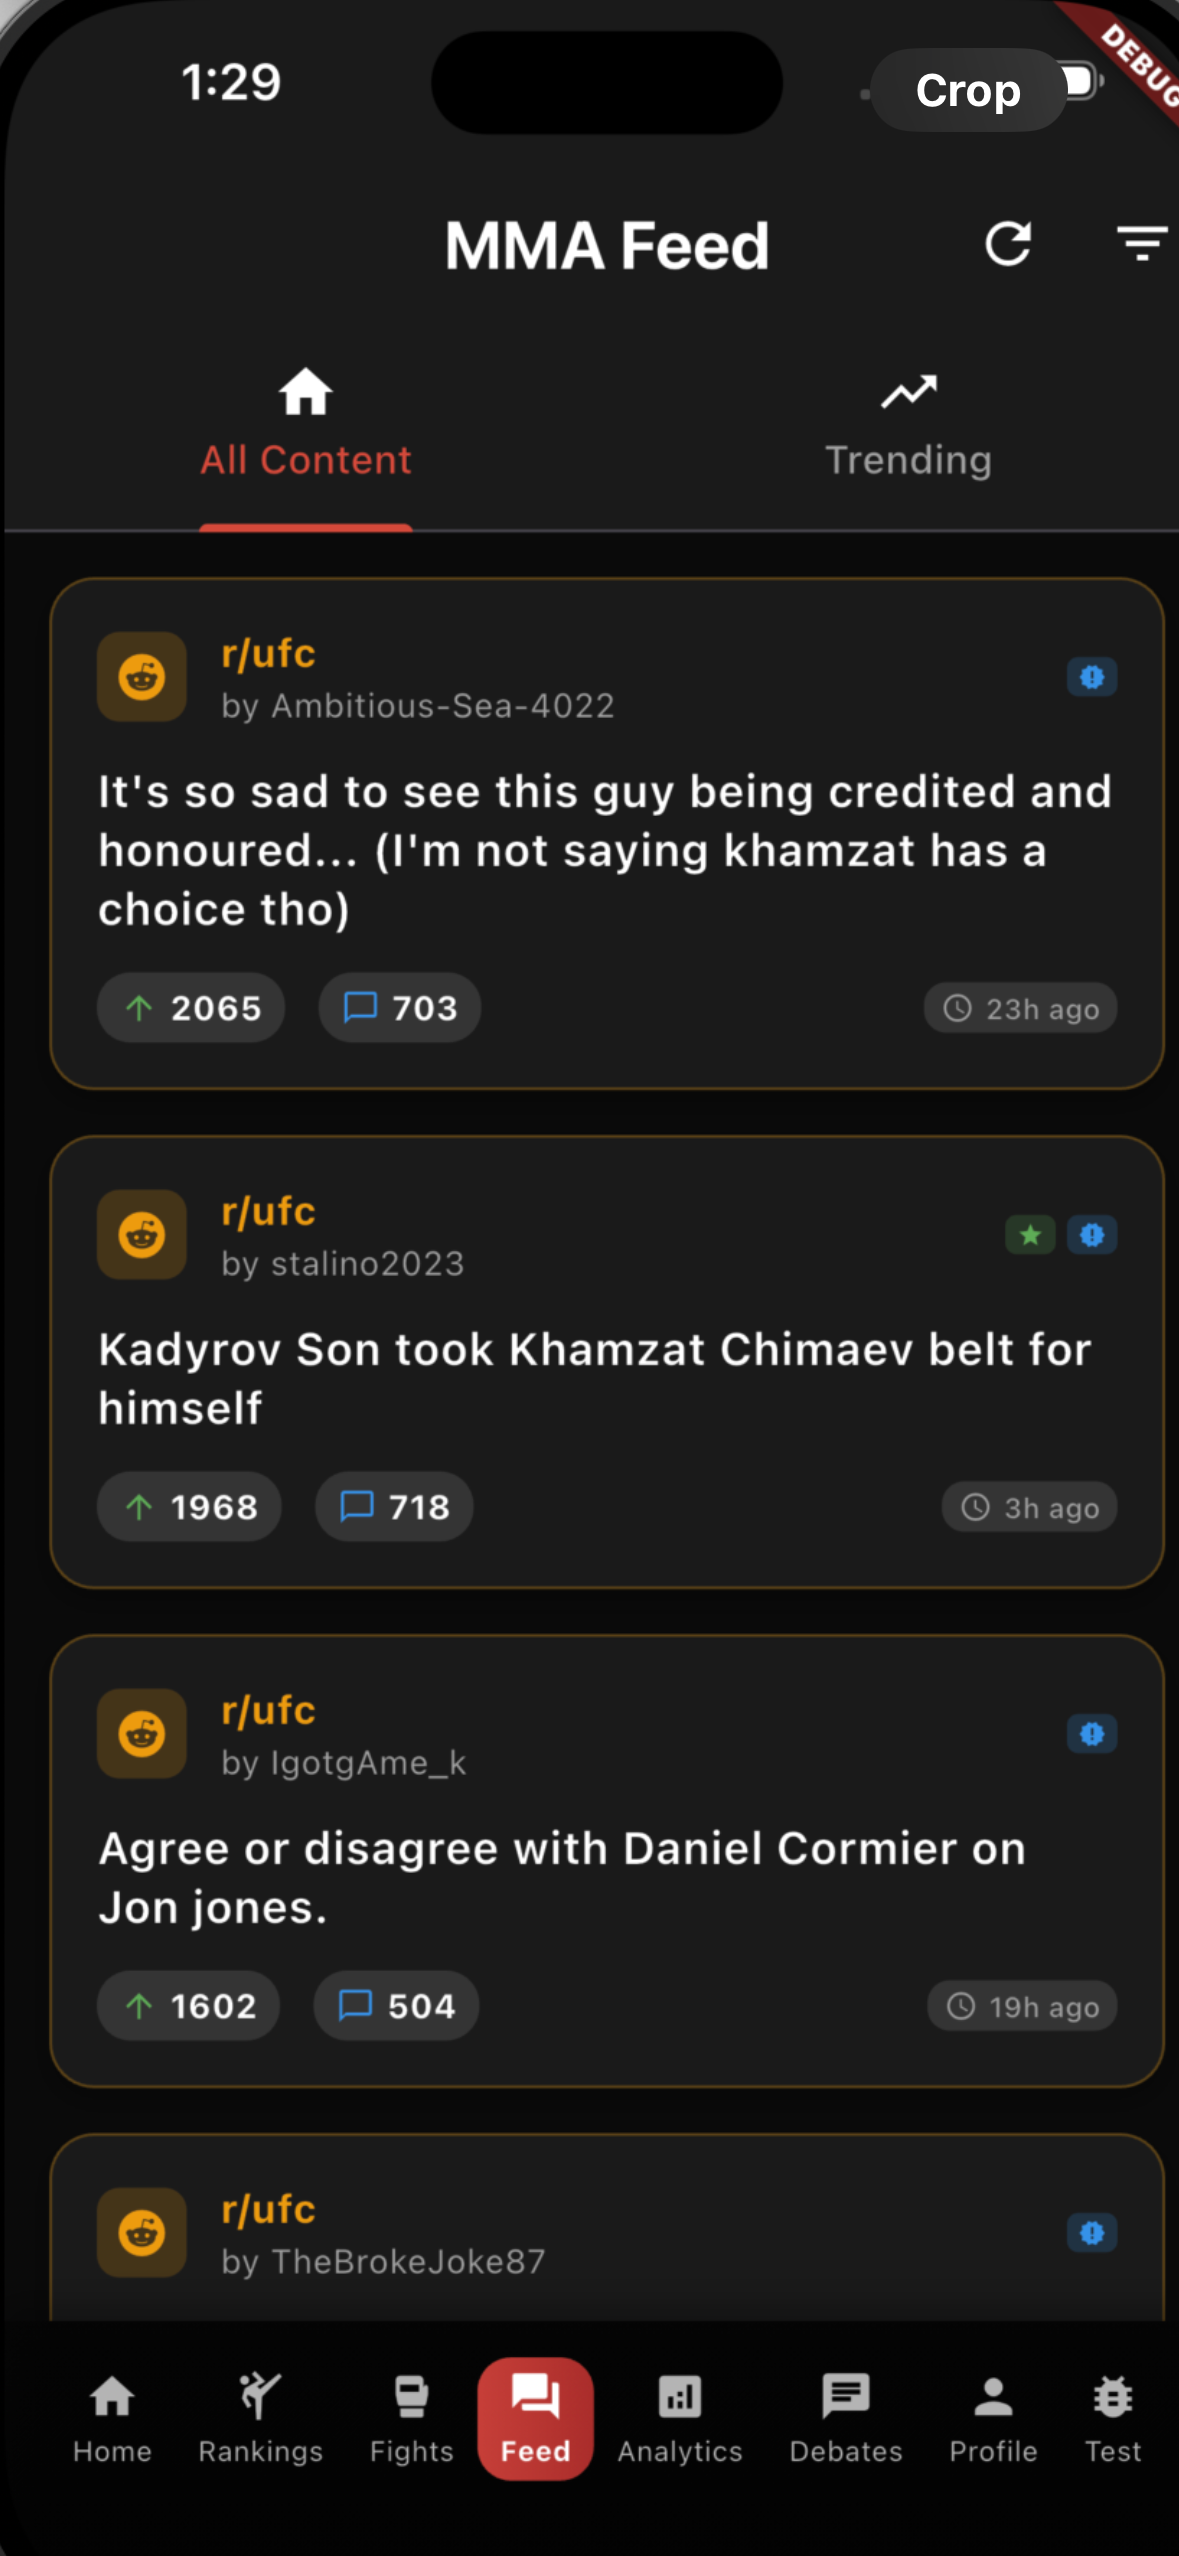 1:29
Crop
DEBUG
MMA Feed
All Content
Trending
r/ufc
by Ambitious-Sea-4022
It's so sad to see this guy being credited and
honoured... (I'm not saying khamzat has a
choice tho)
2065
703
23h ago
r/ufc
by stalino2023
Kadyrov Son took Khamzat Chimaev belt for
himself
1968
718
3h ago
r/ufc
by IgotgAme_k
Agree or disagree with Daniel Cormier on
Jon jones.
1602
504
19h ago
r/ufc
by TheBrokeJoke87
Home
Rankings
Fights
Feed
Analytics
Debates
Profile
Test